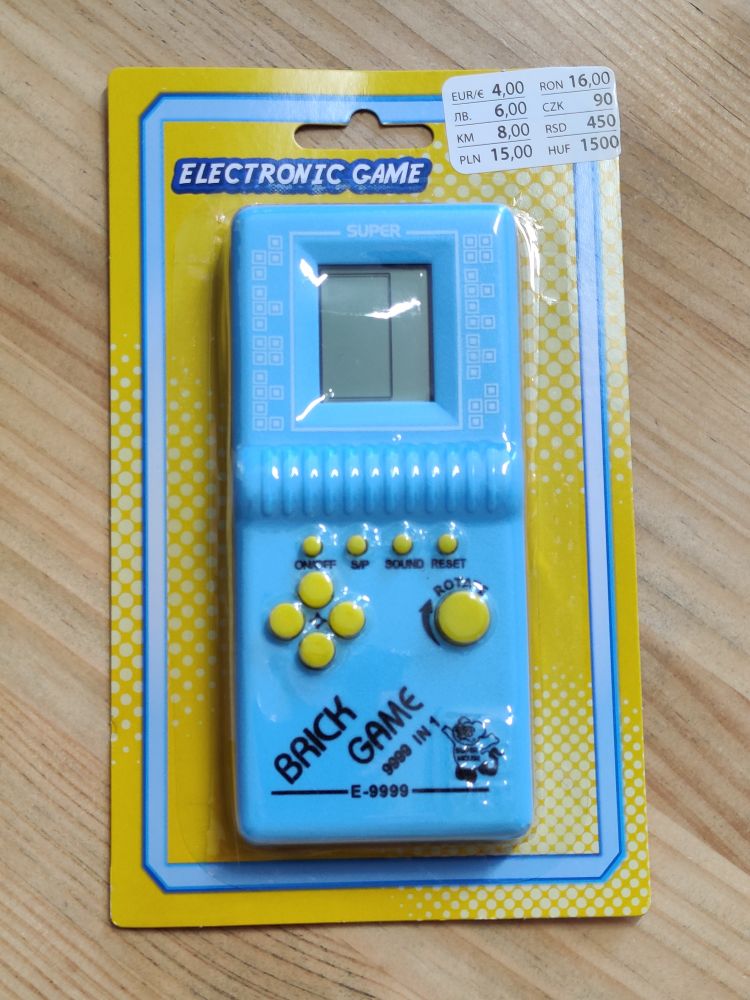 EUR/€ 4,00 RON 16,00
ЛВ. 6,00 CZK 90
KM 8,00 RSD 450
PLN 15,00 HUF 1500
ELECTRONIC GAME
SUPER
ON/OFF S/P SOUND RESET
ROTATE
BRICK
GAME
9999 IN 1
E-9999